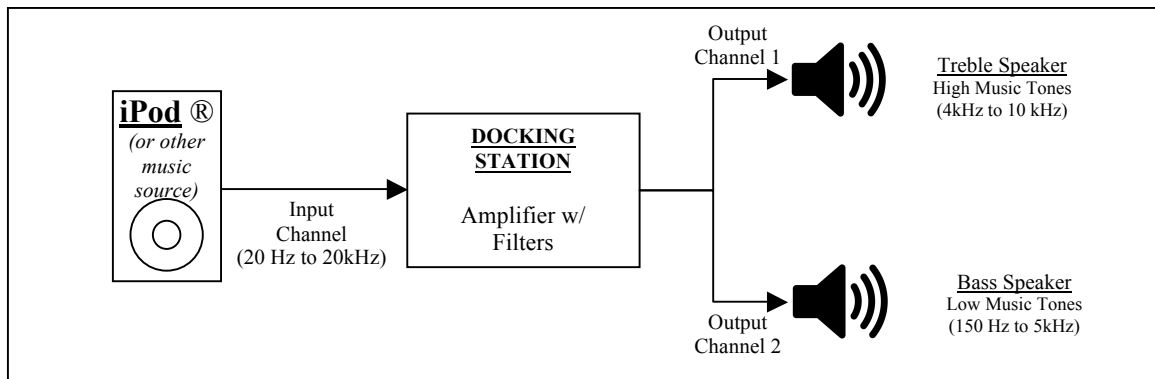 iPod ®
(or other
music
source)
Input
Channel
(20 Hz to 20kHz)
DOCKING
STATION
Amplifier w/
Filters
Output
Channel 1
Treble Speaker
High Music Tones
(4kHz to 10 kHz)
Output
Channel 2
Bass Speaker
Low Music Tones
(150 Hz to 5kHz)